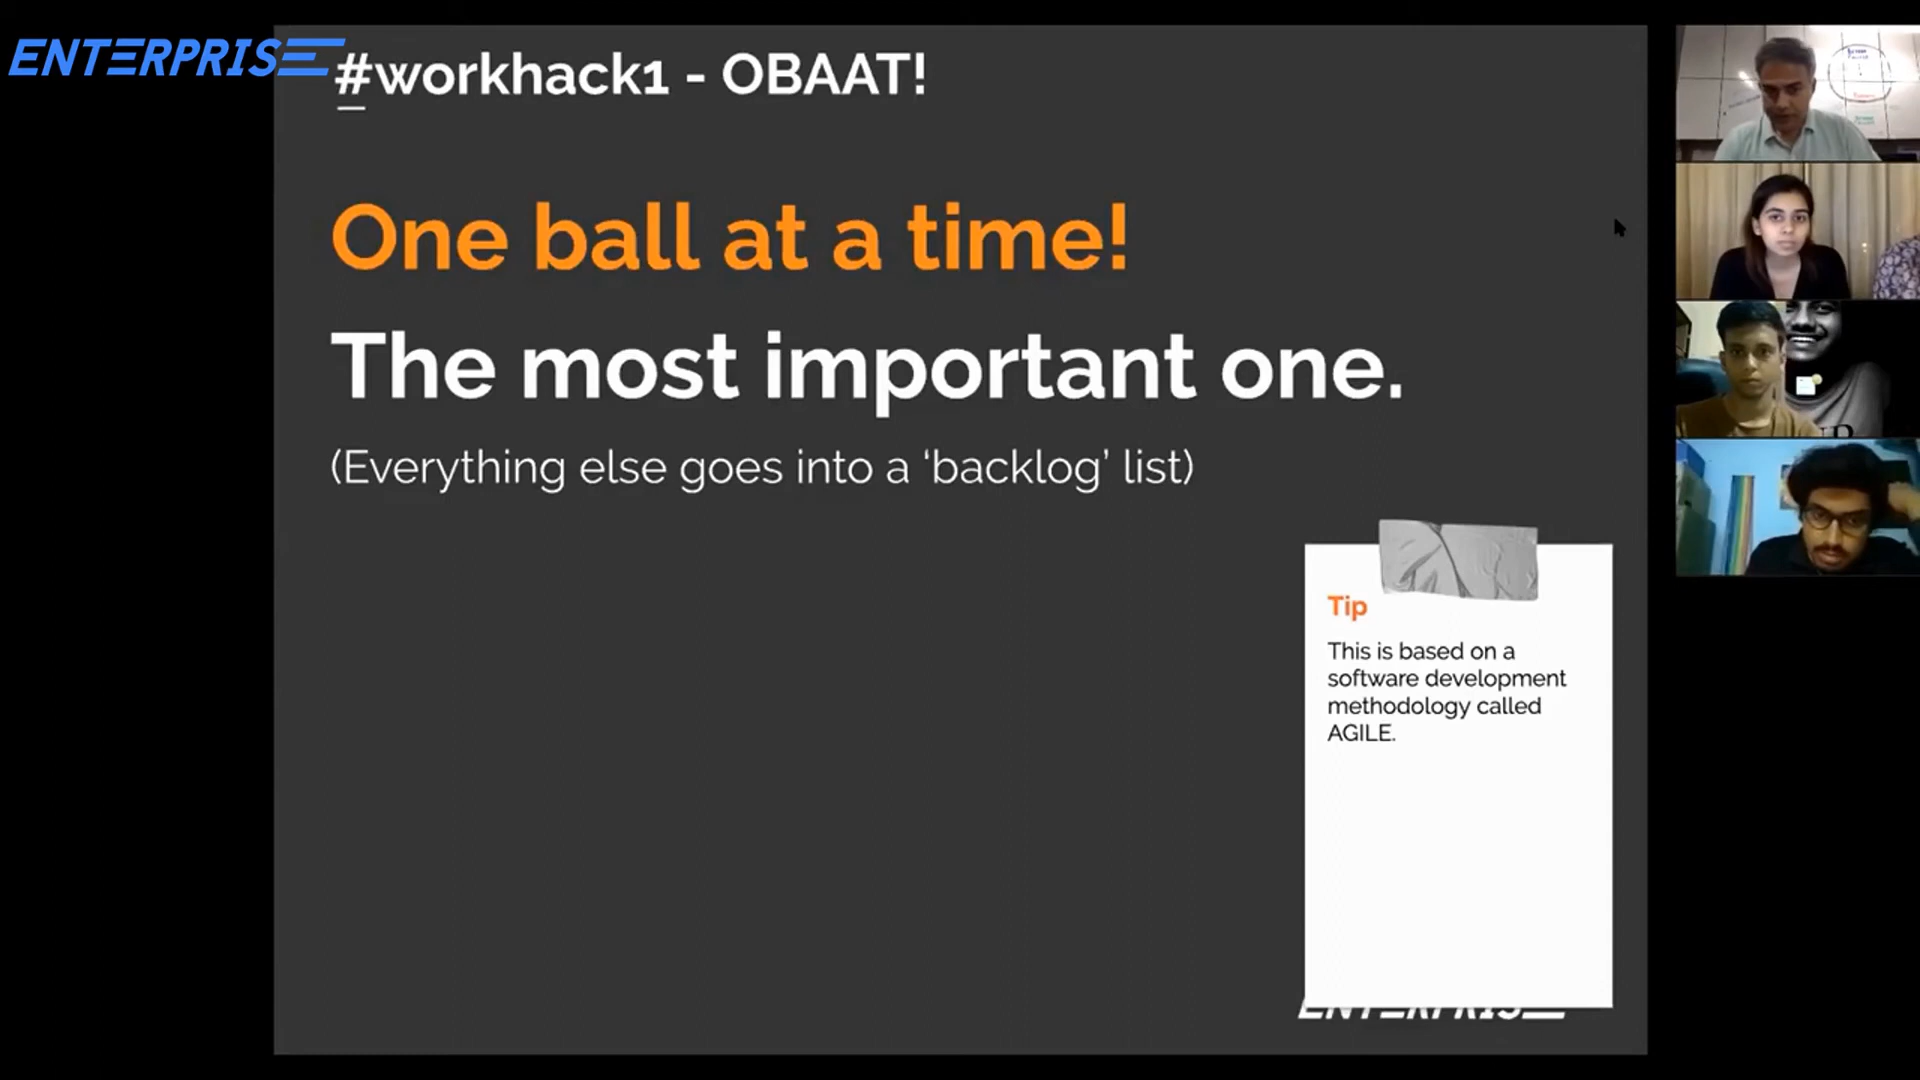 ENTERPRISE
#workhack1 - OBAAT!
One ball at a time!
The most important one.
(Everything else goes into a ‘backlog’ list)
Tip
This is based on a
software development
methodology called
AGILE.
ENTERPRISE